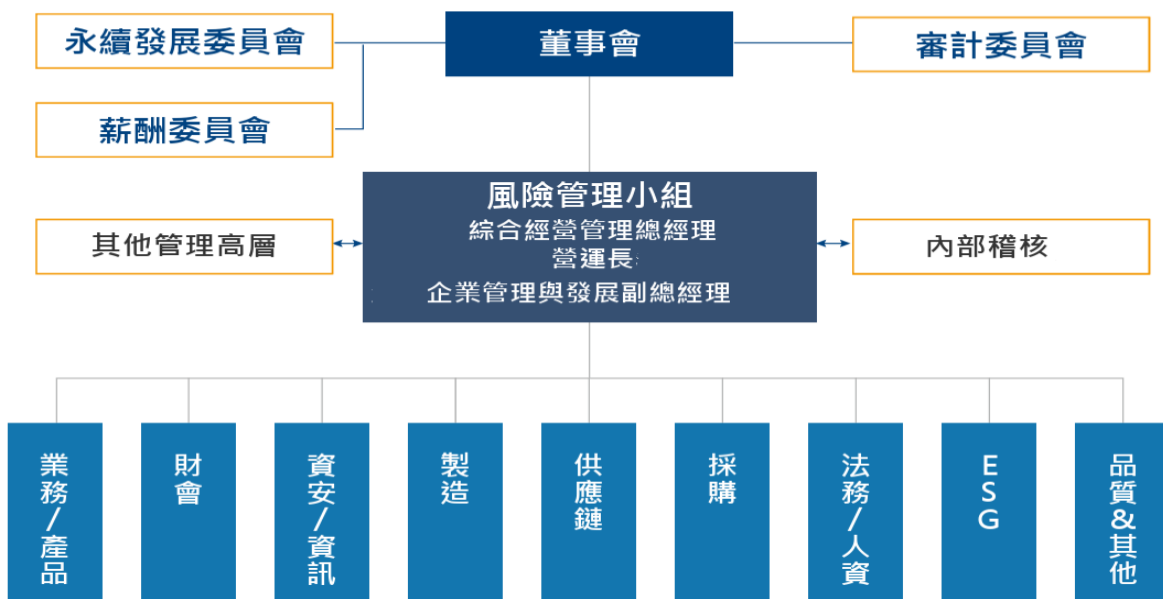 永續發展委員會
董事會
審計委員會
薪酬委員會
風險管理小組
綜合經營管理總經理
營運長
企業管理與發展副總經理
其他管理高層
內部稽核
業務/產品
財會
資安/資訊
製造
供應鏈
採購
法務/人資
ESG
品質&其他